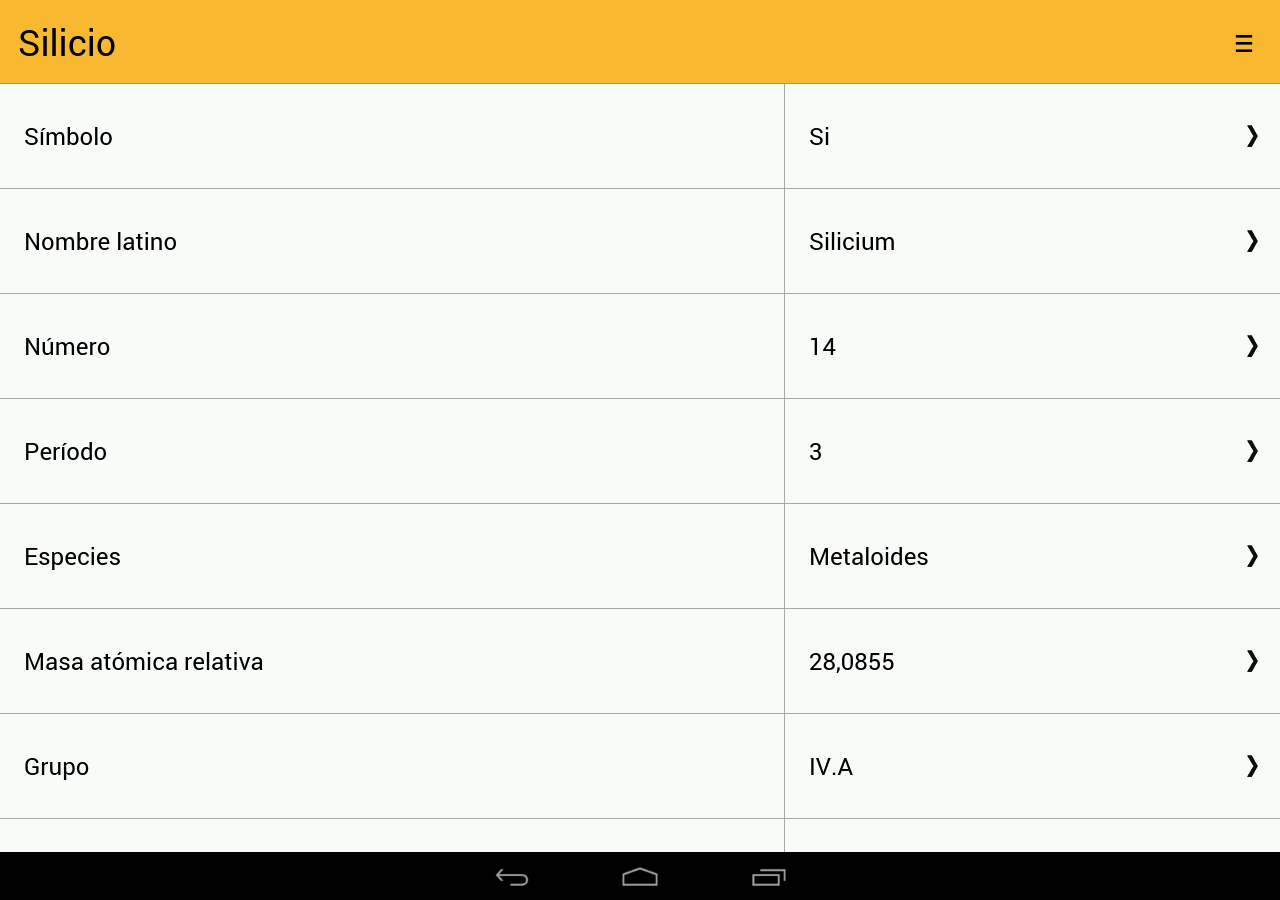 Silicio
Símbolo Si
Nombre latino Silicium
Número 14
Período 3
Especies Metaloides
Masa atómica relativa 28,0855
Grupo IV.A